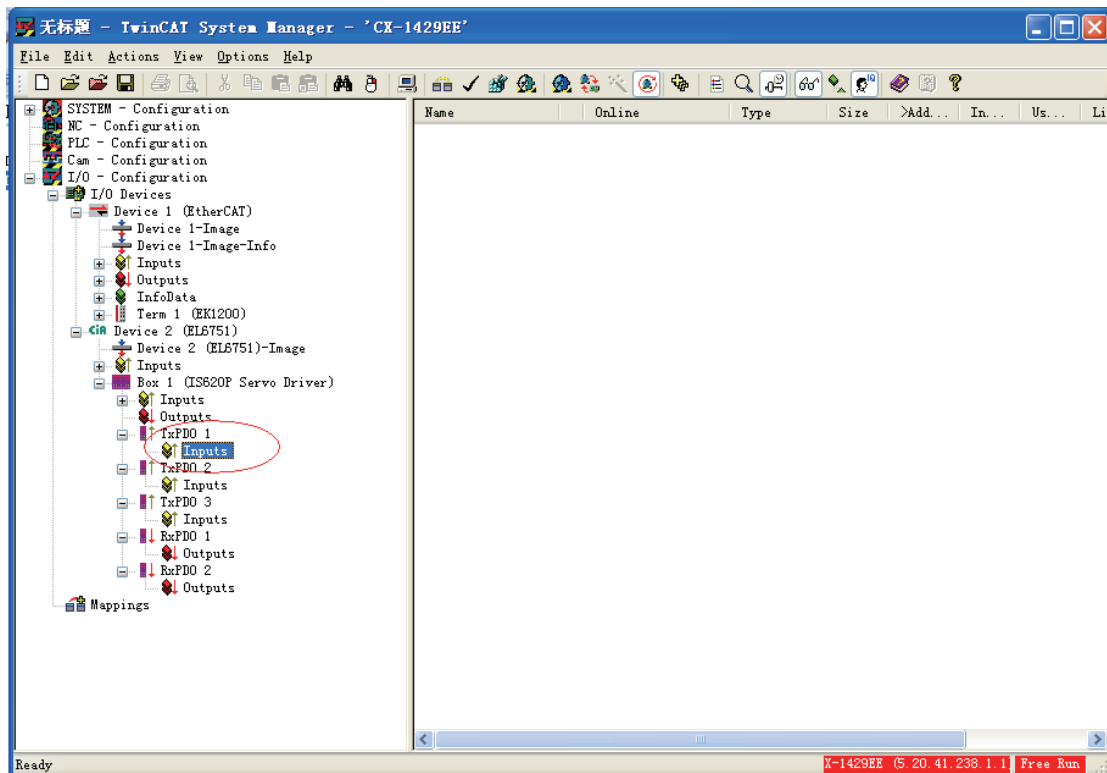 无标题 - TwinCAT System Manager - 'CX-1429EE'
File Edit Actions View Options Help
Name Online Type Size >Add... In... Us... Li
SYSTEM - Configuration
NC - Configuration
PLC - Configuration
Cam - Configuration
I/O - Configuration
I/O Devices
Device 1 (EtherCAT)
Device 1-Image
Device 1-Image-Info
Inputs
Outputs
InfoData
Term 1 (EK1200)
CiA Device 2 (EL6751)
Device 2 (EL6751)-Image
Inputs
Box 1 (IS620P Servo Driver)
Inputs
Outputs
TxPDO 1
Inputs
TxPDO 2
Inputs
TxPDO 3
Inputs
RxPDO 1
Outputs
RxPDO 2
Outputs
Mappings
Ready X-1429EE (5.20.41.238.1.1) Free Run